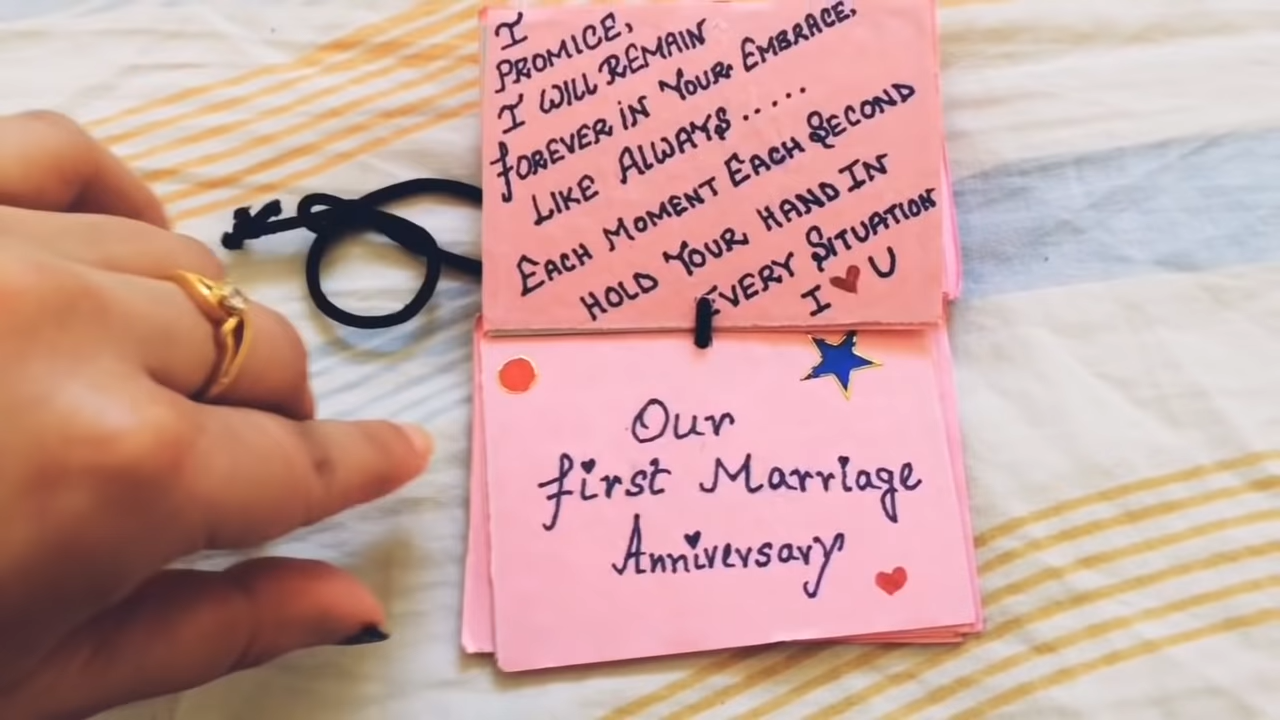 I
PROMICE,
I WILL REMAIN
FOREVER IN YOUR EMBRACE,
LIKE ALWAYS.....
EACH MOMENT EACH SECOND
HOLD YOUR HAND IN
EVERY SITUATION
I ❤ U
Our
first Marriage
Anniversary